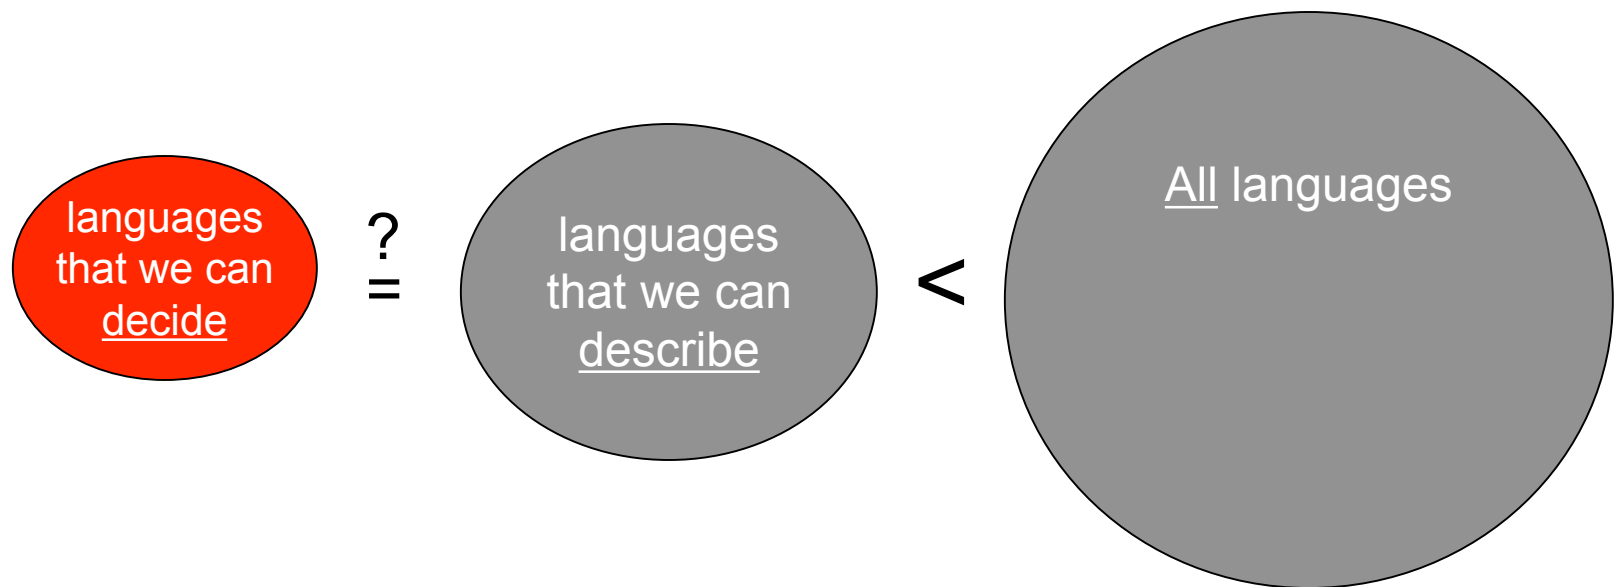 languages
that we can
decide
?
=
languages
that we can
describe
<
All languages